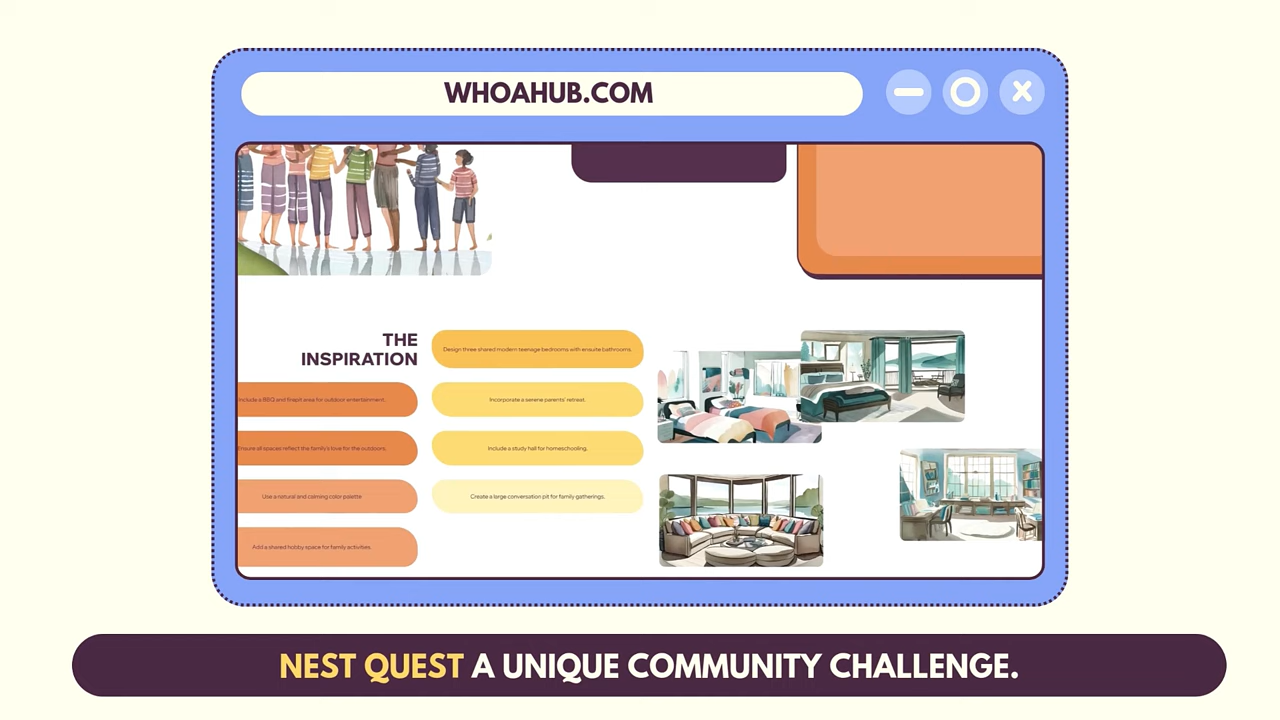 WHOAHUB.COM
THE
INSPIRATION
Include a BBQ and firepit area for outdoor entertainment.
Ensure all spaces reflect the family's love for the outdoors.
Use a natural and calming color palette
Add a shared hobby space for family activities.
Design three shared modern teenage bedrooms with ensuite bathrooms.
Incorporate a serene parents' retreat.
Include a study hall for homeschooling.
Create a large conversation pit for family gatherings.
NEST QUEST A UNIQUE COMMUNITY CHALLENGE.